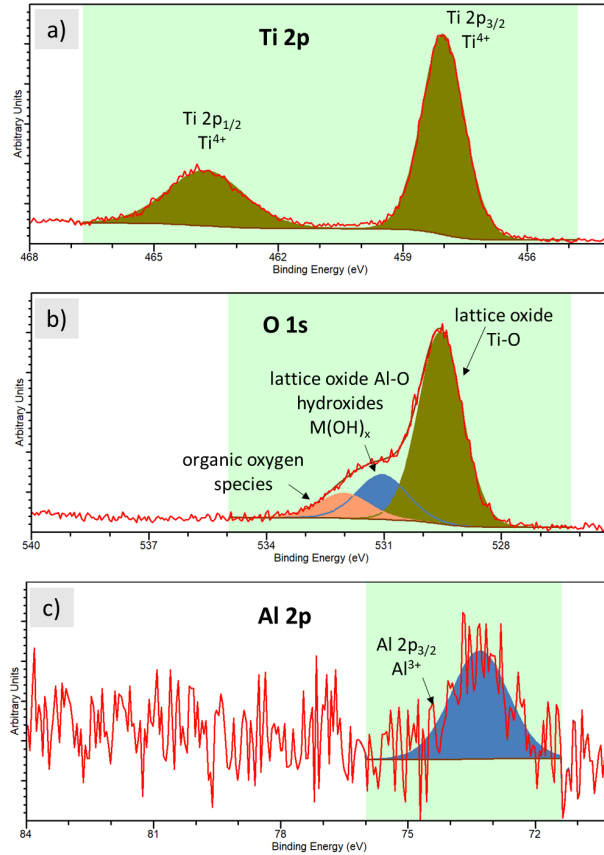 a)
Ti 2p
Ti 2p3/2
Ti4+
Ti 2p1/2
Ti4+
Arbitrary Units
468 465 462 459 456
Binding Energy (eV)
b)
O 1s
lattice oxide
Ti-O
lattice oxide Al-O
hydroxides
M(OH)x
organic oxygen
species
Arbitrary Units
540 537 534 531 528
Binding Energy (eV)
c)
Al 2p
Al 2p3/2
Al3+
Arbitrary Units
84 81 78 75 72
Binding Energy (eV)